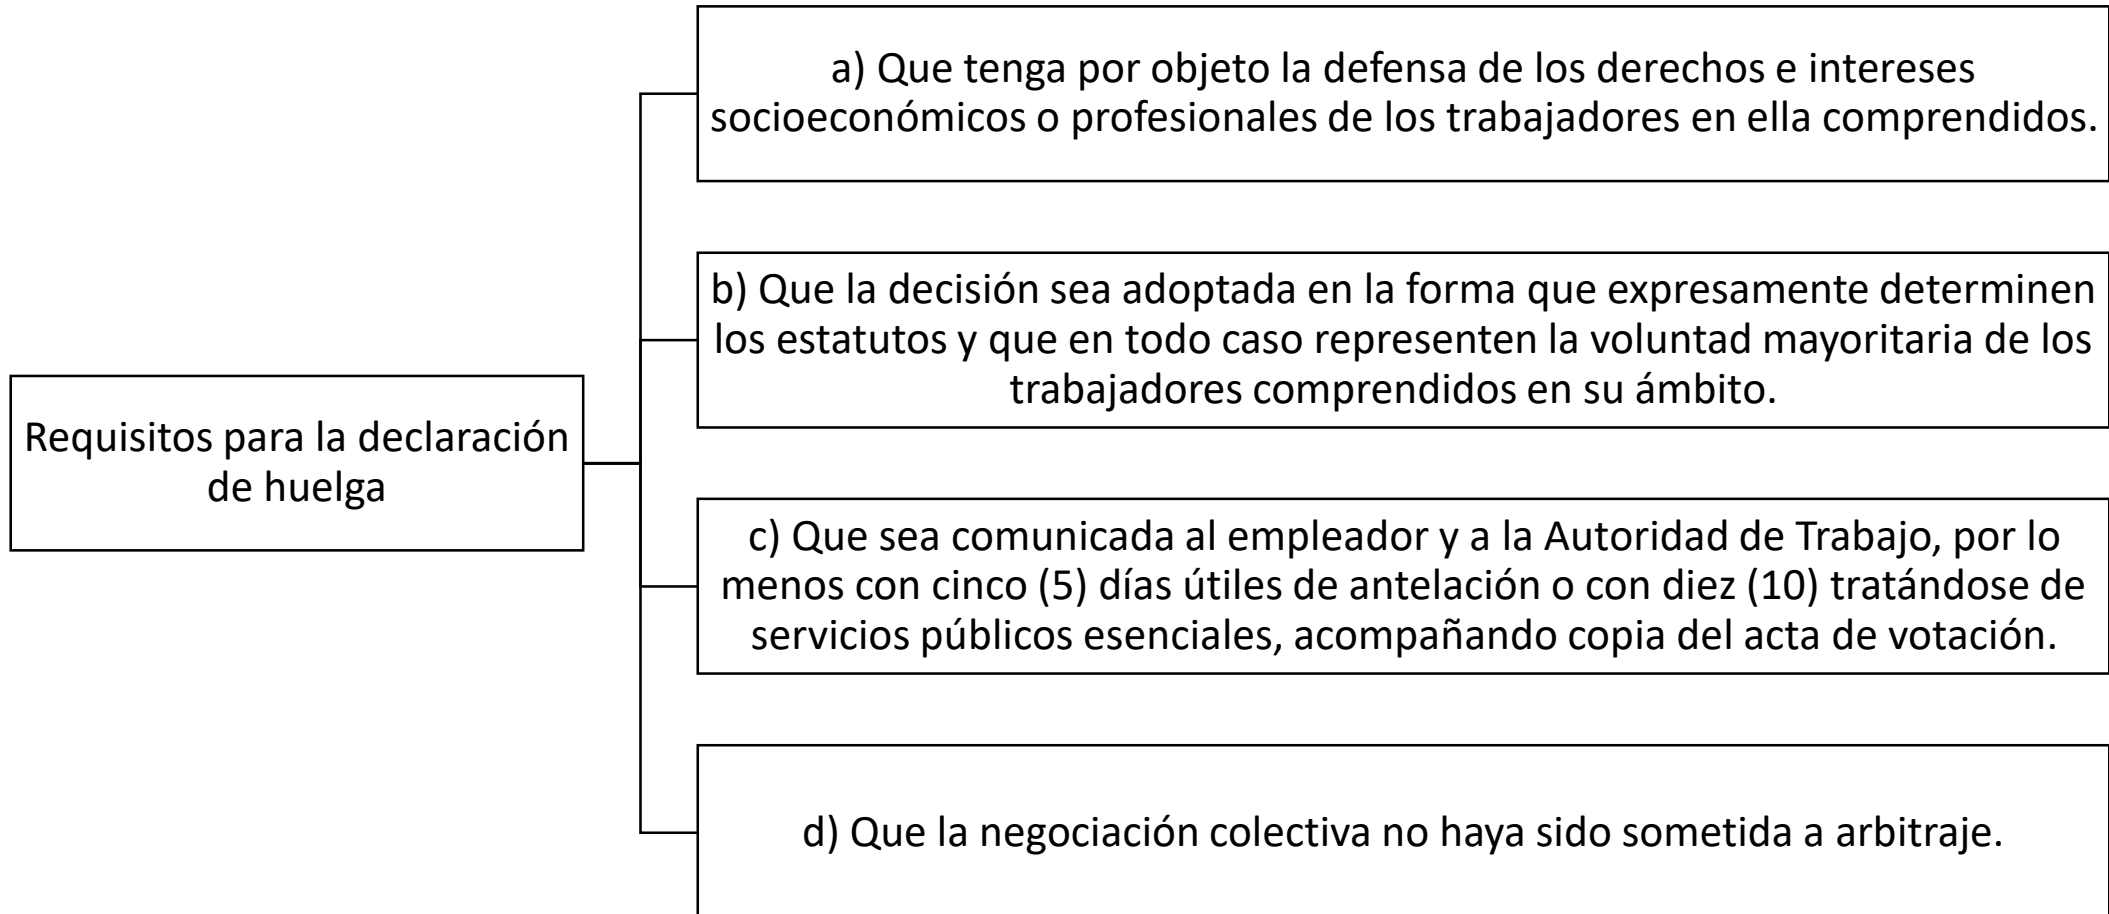 Requisitos para la declaración
de huelga
a) Que tenga por objeto la defensa de los derechos e intereses
socioeconómicos o profesionales de los trabajadores en ella comprendidos.
b) Que la decisión sea adoptada en la forma que expresamente determinen
los estatutos y que en todo caso representen la voluntad mayoritaria de los
trabajadores comprendidos en su ámbito.
c) Que sea comunicada al empleador y a la Autoridad de Trabajo, por lo
menos con cinco (5) días útiles de antelación o con diez (10) tratándose de
servicios públicos esenciales, acompañando copia del acta de votación.
d) Que la negociación colectiva no haya sido sometida a arbitraje.